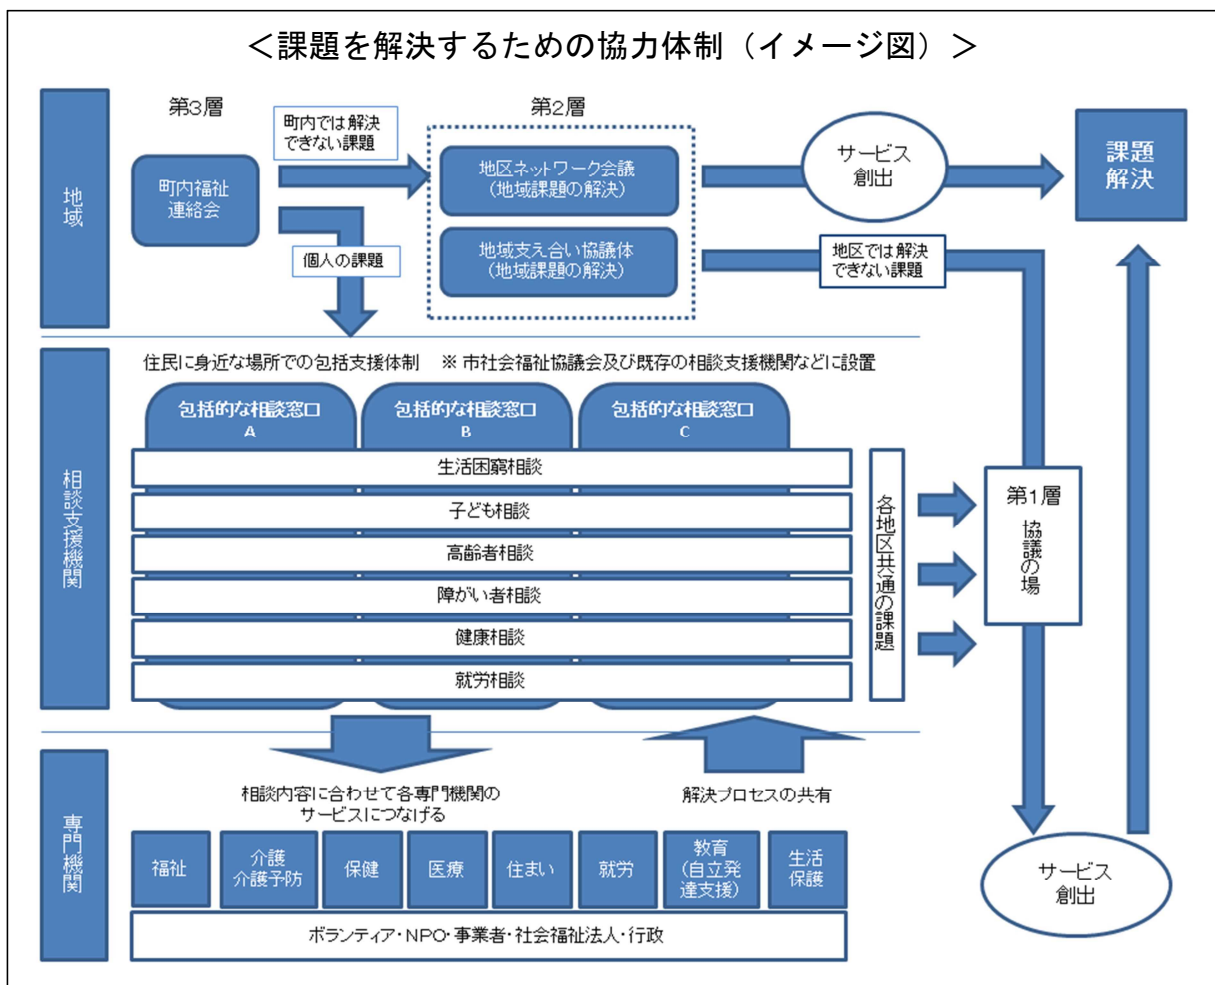 ＜課題を解決するための協力体制（イメージ図）＞
地域
第3層
町内福祉
連絡会
町内では解決
できない課題
個人の課題
第2層
地区ネットワーク会議
(地域課題の解決)
地域支え合い協議体
(地域課題の解決)
サービス
創出
地区では解決
できない課題
課題
解決
相談支援機関
住民に身近な場所での包括支援体制　※ 市社会福祉協議会及び既存の相談支援機関などに設置
包括的な相談窓口
A
包括的な相談窓口
B
包括的な相談窓口
C
生活困窮相談
子ども相談
高齢者相談
障がい者相談
健康相談
就労相談
各地区共通の課題
第1層
協議の場
専門機関
相談内容に合わせて各専門機関の
サービスにつなげる
解決プロセスの共有
福祉
介護
介護予防
保健
医療
住まい
就労
教育
(自立発
達支援)
生活
保護
ボランティア・NPO・事業者・社会福祉法人・行政
サービス
創出